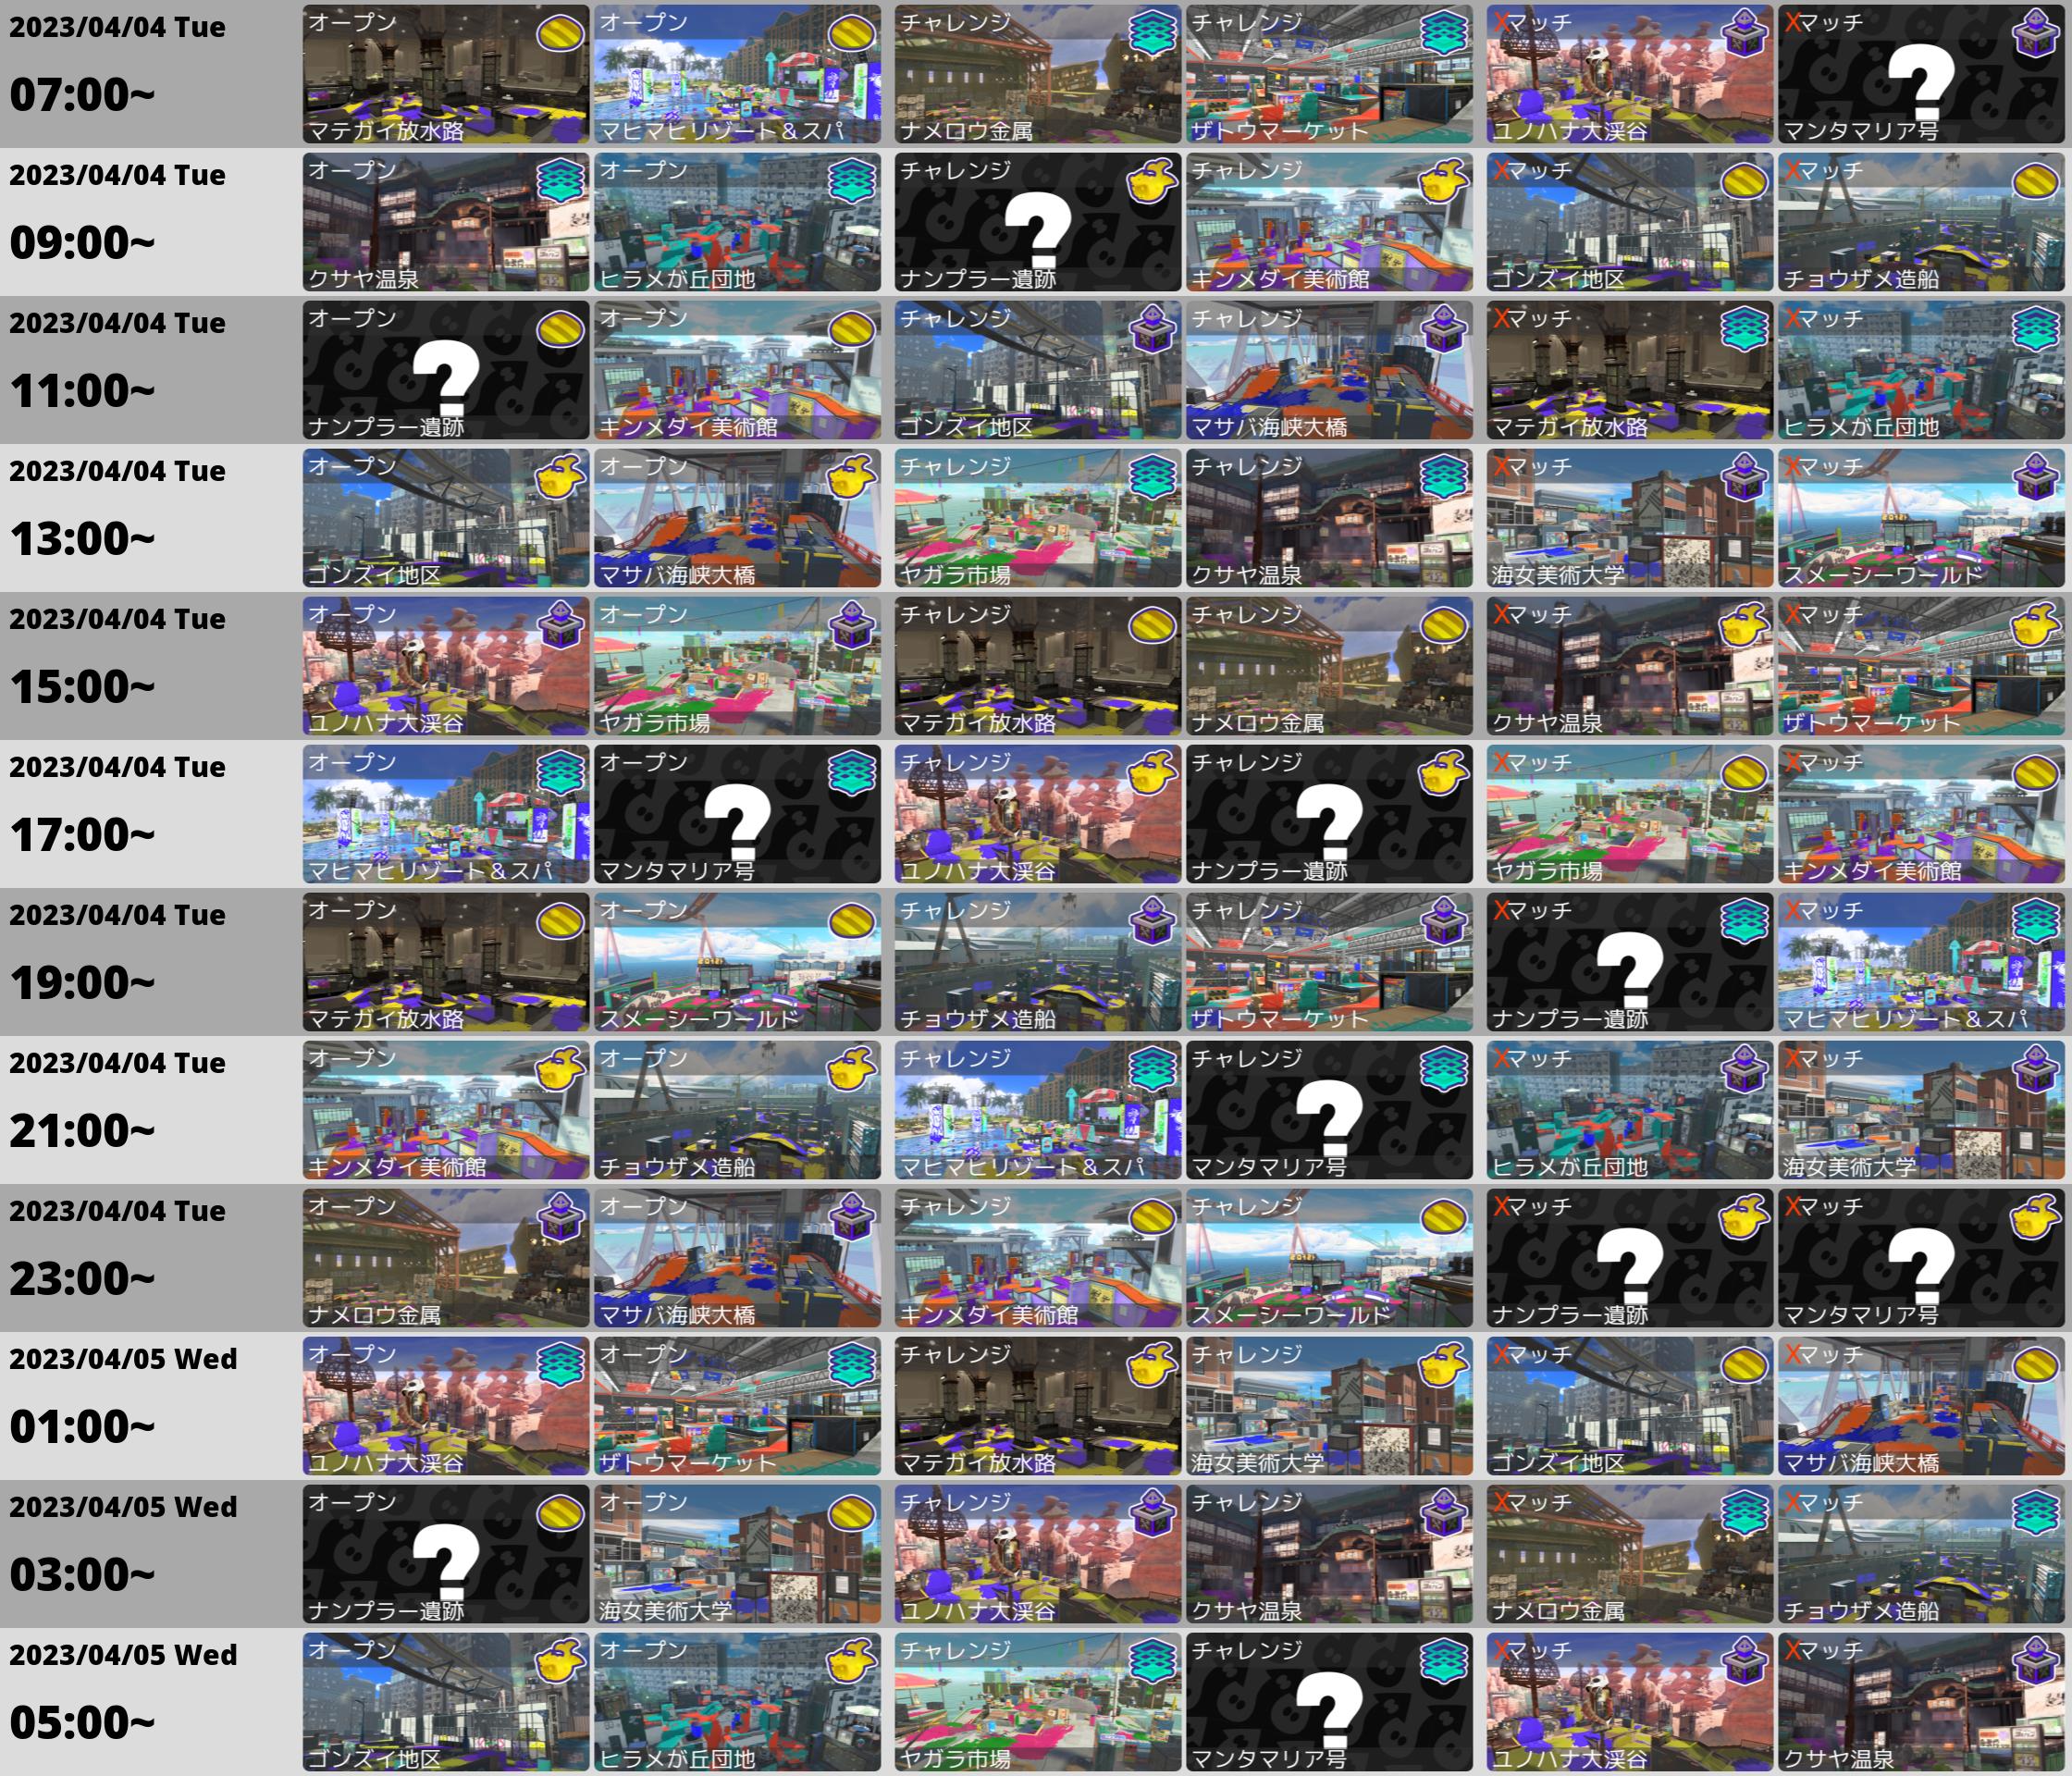 2023/04/04 Tue
07:00~
オープン
マテガイ放水路
オープン
マヒマヒリゾート＆スパ
チャレンジ
ナメロウ金属
チャレンジ
ザトウマーケット
Xマッチ
ユノハナ大渓谷
Xマッチ
マンタマリア号
2023/04/04 Tue
09:00~
オープン
クサヤ温泉
オープン
ヒラメが丘団地
チャレンジ
ナンプラー遺跡
チャレンジ
キンメダイ美術館
Xマッチ
ゴンズイ地区
Xマッチ
チョウザメ造船
2023/04/04 Tue
11:00~
オープン
ナンプラー遺跡
オープン
キンメダイ美術館
チャレンジ
ゴンズイ地区
チャレンジ
マサバ海峡大橋
Xマッチ
マテガイ放水路
Xマッチ
ヒラメが丘団地
2023/04/04 Tue
13:00~
オープン
ゴンズイ地区
オープン
マサバ海峡大橋
チャレンジ
ヤガラ市場
チャレンジ
クサヤ温泉
Xマッチ
海女美術大学
Xマッチ
スメーシーワールド
2023/04/04 Tue
15:00~
オープン
ユノハナ大渓谷
オープン
ヤガラ市場
チャレンジ
マテガイ放水路
チャレンジ
ナメロウ金属
Xマッチ
クサヤ温泉
Xマッチ
ザトウマーケット
2023/04/04 Tue
17:00~
オープン
マヒマヒリゾート＆スパ
オープン
マンタマリア号
チャレンジ
ユノハナ大渓谷
チャレンジ
ナンプラー遺跡
Xマッチ
ヤガラ市場
Xマッチ
キンメダイ美術館
2023/04/04 Tue
19:00~
オープン
マテガイ放水路
オープン
スメーシーワールド
チャレンジ
チョウザメ造船
チャレンジ
ザトウマーケット
Xマッチ
ナンプラー遺跡
Xマッチ
マヒマヒリゾート＆スパ
2023/04/04 Tue
21:00~
オープン
キンメダイ美術館
オープン
チョウザメ造船
チャレンジ
マヒマヒリゾート＆スパ
チャレンジ
マンタマリア号
Xマッチ
ヒラメが丘団地
Xマッチ
海女美術大学
2023/04/04 Tue
23:00~
オープン
ナメロウ金属
オープン
マサバ海峡大橋
チャレンジ
キンメダイ美術館
チャレンジ
スメーシーワールド
Xマッチ
ナンプラー遺跡
Xマッチ
マンタマリア号
2023/04/05 Wed
01:00~
オープン
ユノハナ大渓谷
オープン
ザトウマーケット
チャレンジ
マテガイ放水路
チャレンジ
海女美術大学
Xマッチ
ゴンズイ地区
Xマッチ
マサバ海峡大橋
2023/04/05 Wed
03:00~
オープン
ナンプラー遺跡
オープン
海女美術大学
チャレンジ
ユノハナ大渓谷
チャレンジ
クサヤ温泉
Xマッチ
ナメロウ金属
Xマッチ
チョウザメ造船
2023/04/05 Wed
05:00~
オープン
ゴンズイ地区
オープン
ヒラメが丘団地
チャレンジ
ヤガラ市場
チャレンジ
マンタマリア号
Xマッチ
ユノハナ大渓谷
Xマッチ
クサヤ温泉